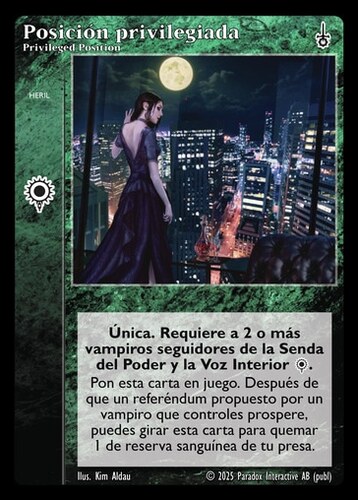 Posición privilegiada
Privileged Position
HERIL
Única. Requiere a 2 o más
vampiros seguidores de la Senda
del Poder y la Voz Interior .
Pon esta carta en juego. Después de
que un referéndum propuesto por un
vampiro que controles prospere,
puedes girar esta carta para quemar
1 de reserva sanguínea de tu presa.
Ilus. Kim Aldau
© 2025 Paradox Interactive AB (publ)